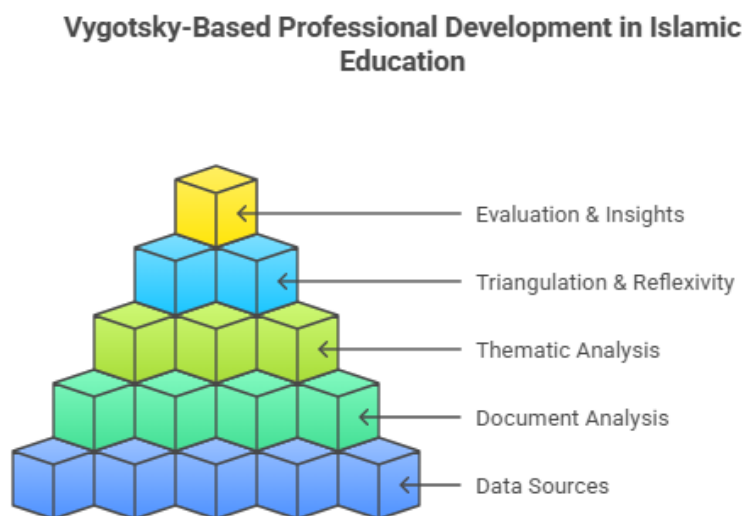 Vygotsky-Based Professional Development in Islamic
Education
Evaluation & Insights
Triangulation & Reflexivity
Thematic Analysis
Document Analysis
Data Sources